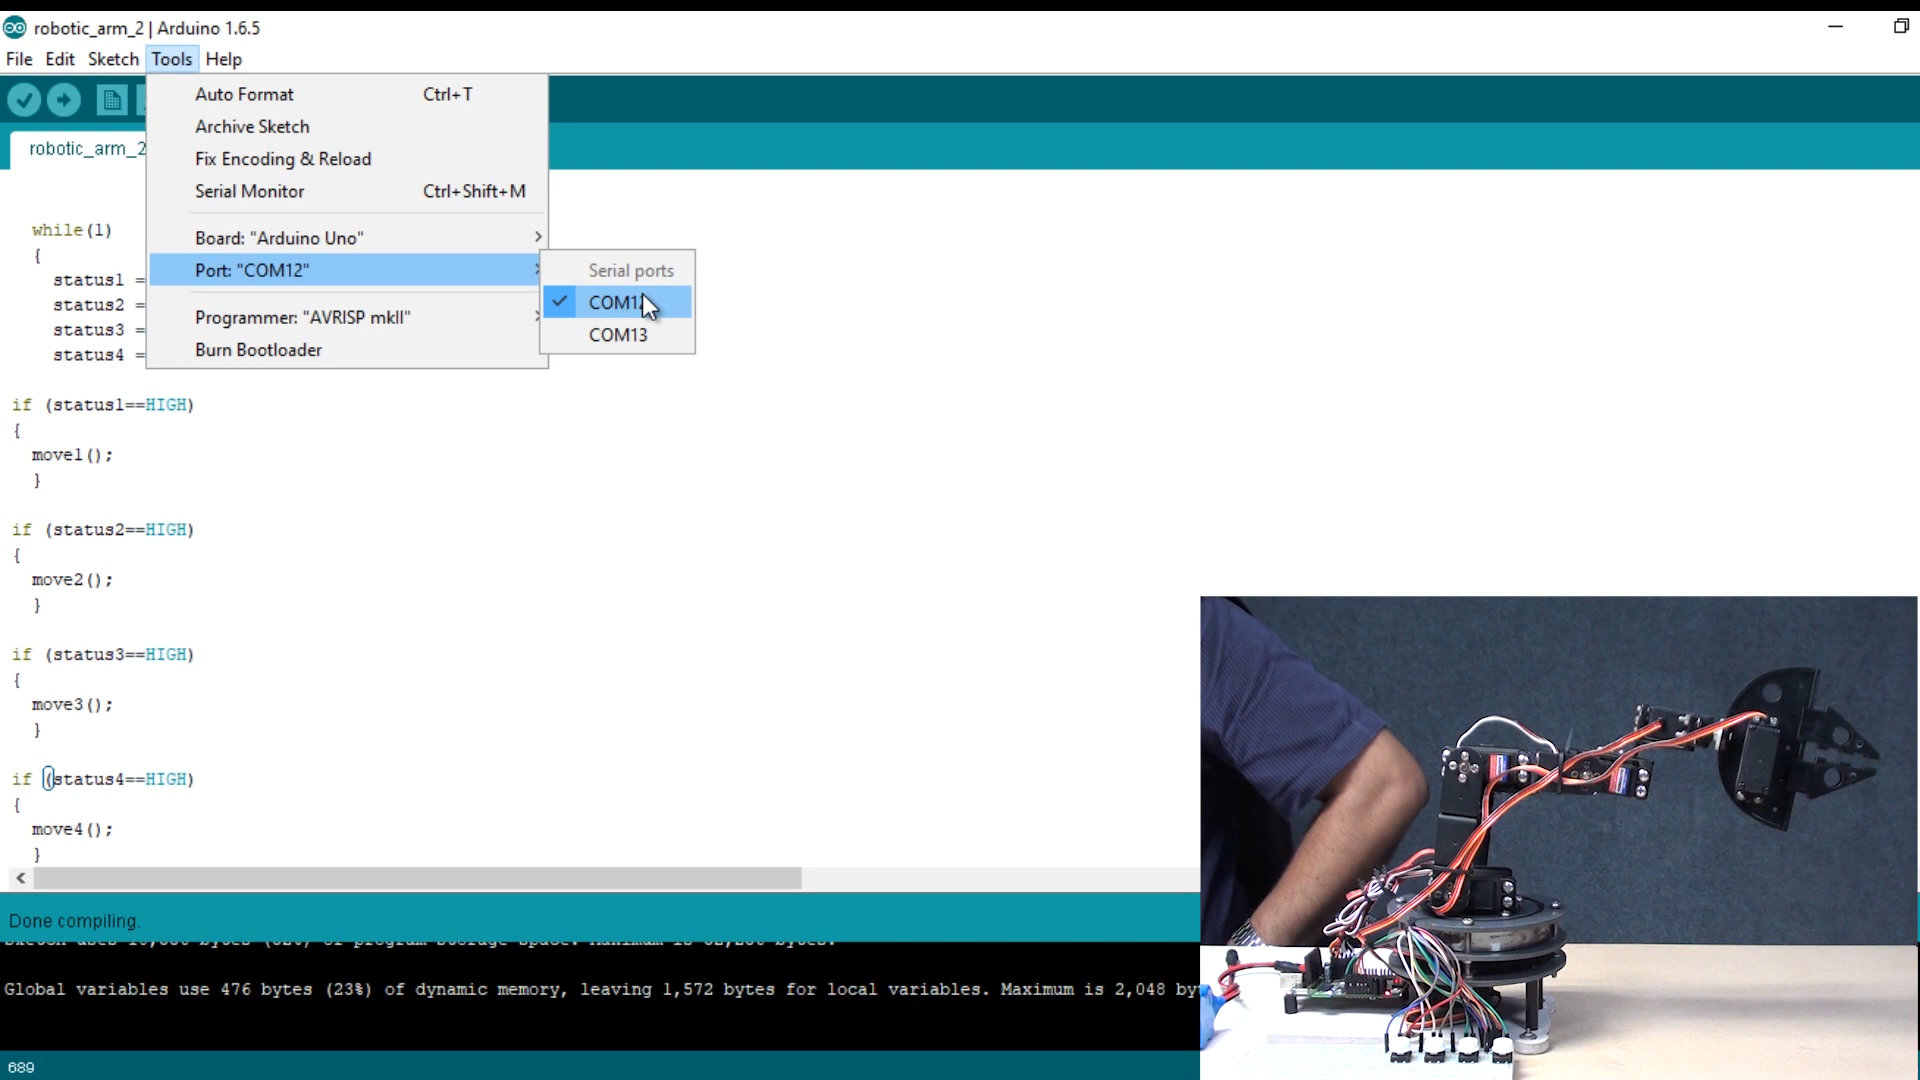 robotic_arm_2 | Arduino 1.6.5
File Edit Sketch Tools Help
Auto Format Ctrl+T
Archive Sketch
Fix Encoding & Reload
Serial Monitor Ctrl+Shift+M
Board: "Arduino Uno"
Port: "COM12"
Programmer: "AVRISP mkII"
Burn Bootloader
Serial ports
COM12
COM13
robotic_arm_2
while(1)
{
status1 =
status2 =
status3 =
status4 =
if (status1==HIGH)
{
move1();
}
if (status2==HIGH)
{
move2();
}
if (status3==HIGH)
{
move3();
}
if (status4==HIGH)
{
move4();
}
Done compiling.
Global variables use 476 bytes (23%) of dynamic memory, leaving 1,572 bytes for local variables. Maximum is 2,048 by
689